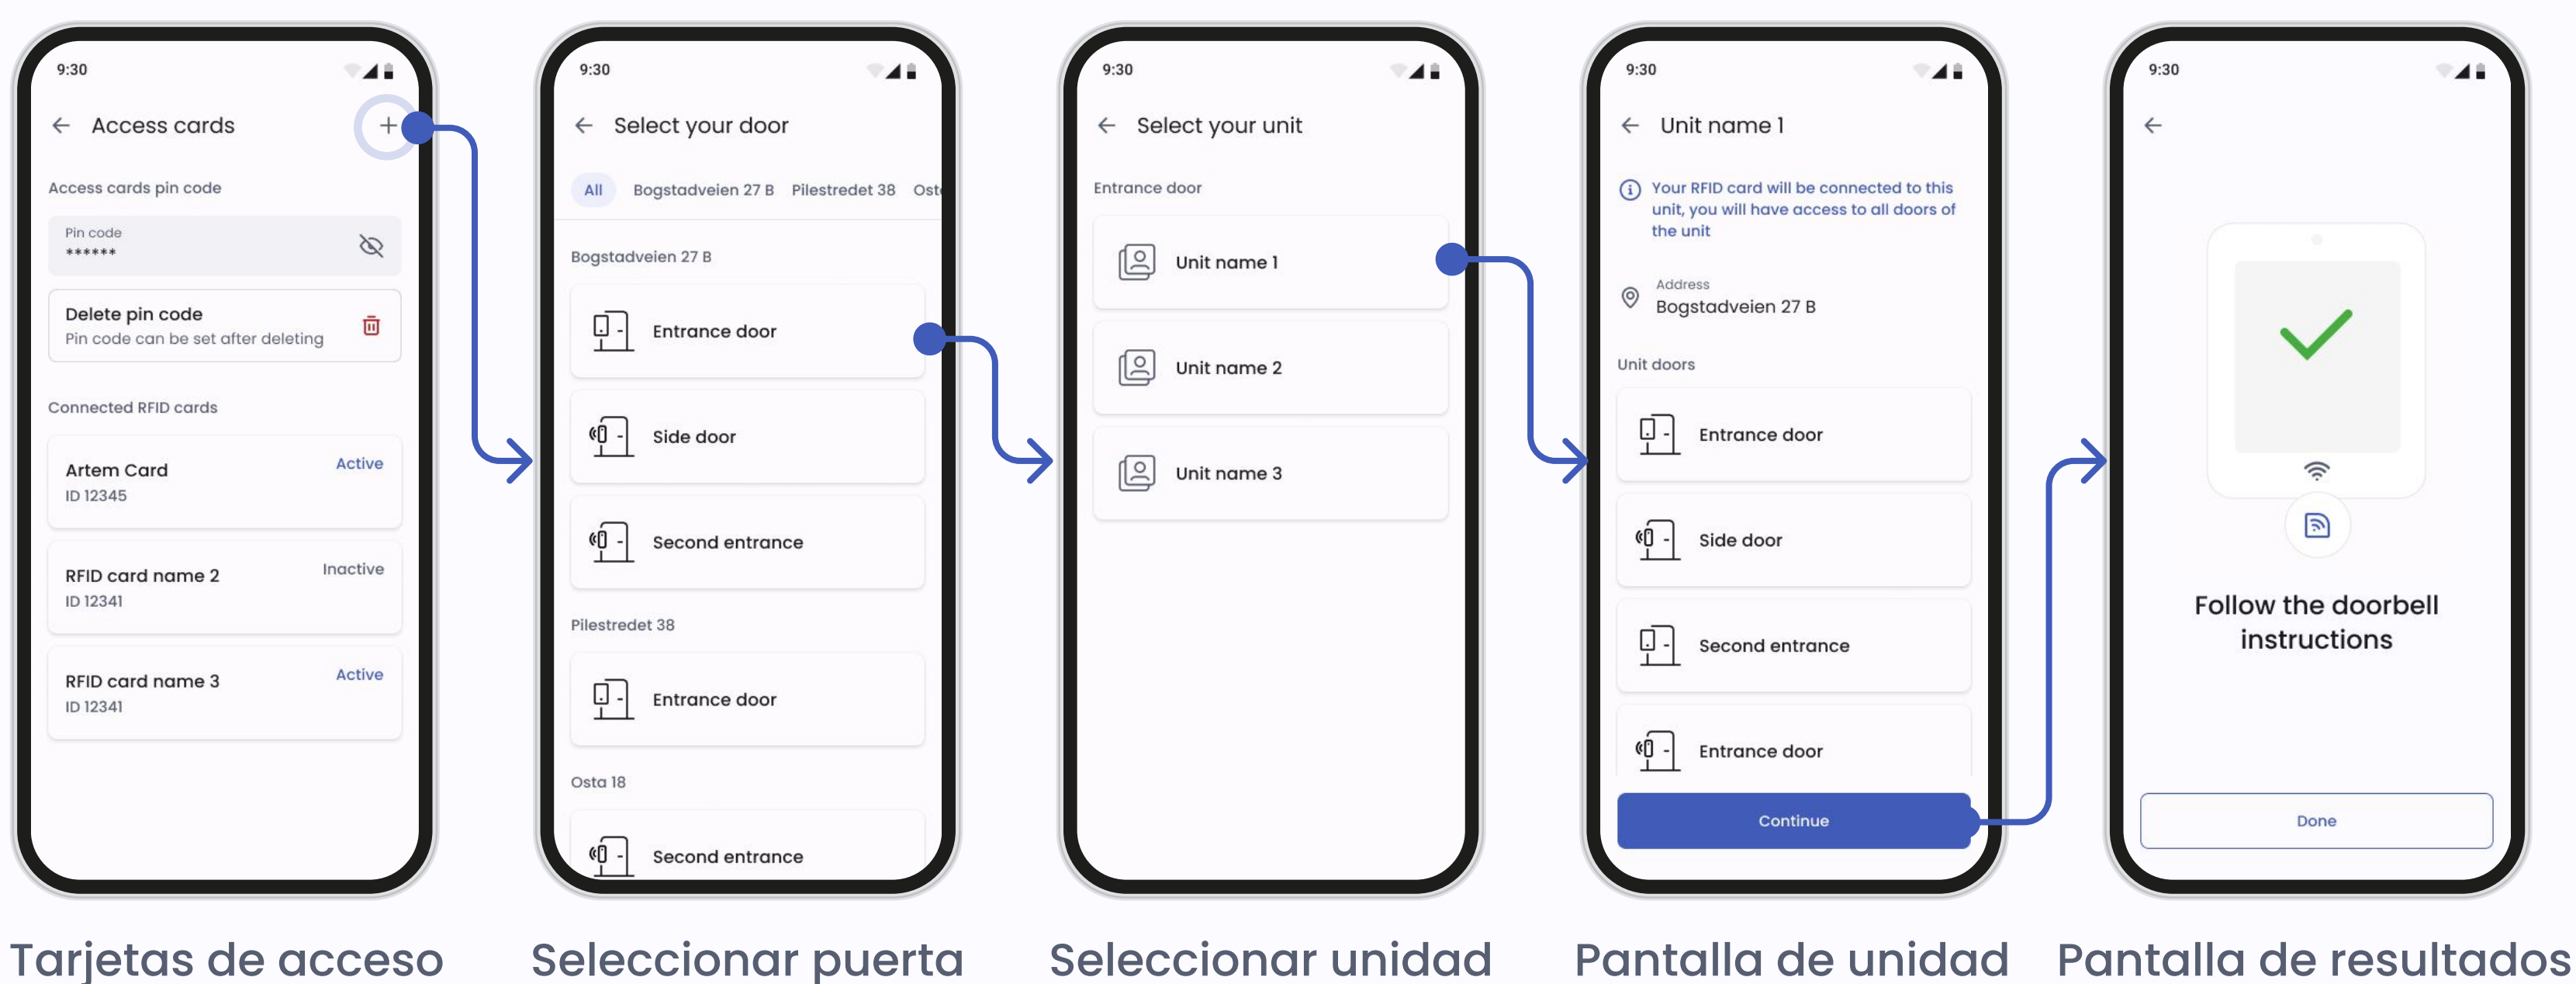 9:30
Access cards
Access cards pin code
Pin code
******
Delete pin code
Pin code can be set after deleting
Connected RFID cards
Artem Card
Active
ID 12345
RFID card name 2
Inactive
ID 12341
RFID card name 3
Active
ID 12341
Tarjetas de acceso
9:30
Select your door
All Bogstadveien 27 B Pilestredet 38 Ost
Bogstadveien 27 B
Entrance door
Side door
Second entrance
Pilestredet 38
Entrance door
Osta 18
Second entrance
Seleccionar puerta
9:30
Select your unit
Entrance door
Unit name 1
Unit name 2
Unit name 3
Seleccionar unidad
9:30
Unit name 1
Your RFID card will be connected to this
unit, you will have access to all doors of
the unit
Address
Bogstadveien 27 B
Unit doors
Entrance door
Side door
Second entrance
Entrance door
Continue
Pantalla de unidad
9:30
Follow the doorbell
instructions
Done
Pantalla de resultados